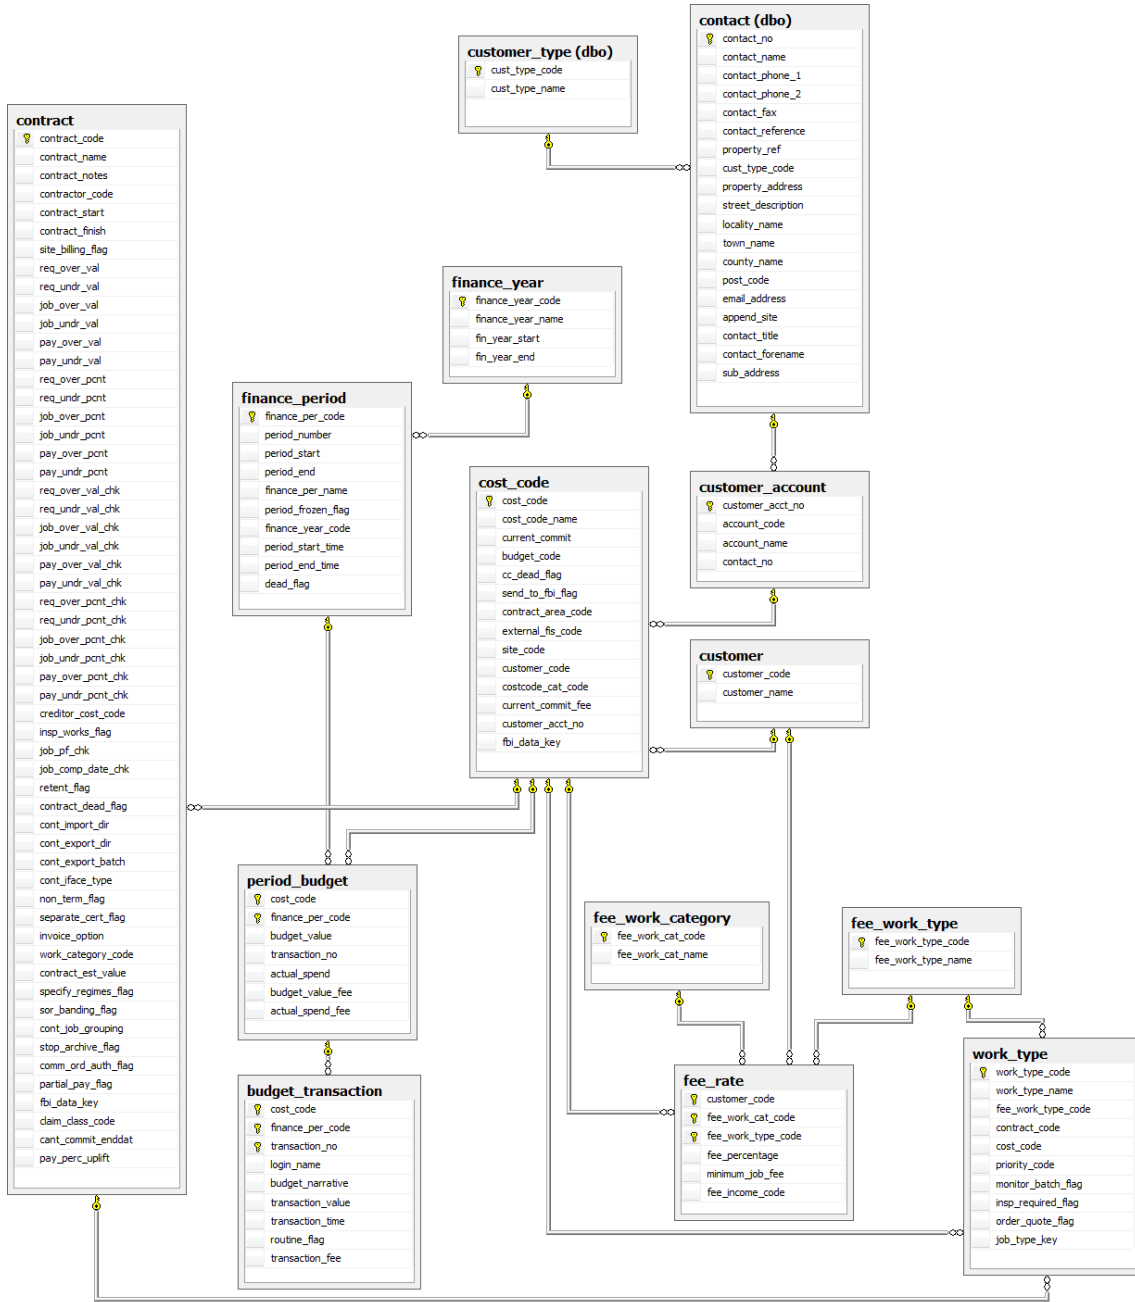 contact (dbo)
contact_no
contact_name
contact_phone_1
contact_phone_2
contact_fax
contact_reference
property_ref
cust_type_code
property_address
street_description
locality_name
town_name
county_name
post_code
email_address
append_site
contact_title
contact_forename
sub_address
customer_type (dbo)
cust_type_code
cust_type_name
contract
contract_code
contract_name
contract_notes
contractor_code
contract_start
contract_finish
site_billing_flag
req_over_val
req_undr_val
job_over_val
job_undr_val
pay_over_val
pay_undr_val
req_over_pcnt
req_undr_pcnt
job_over_pcnt
job_undr_pcnt
pay_over_pcnt
pay_undr_pcnt
req_over_val_chk
req_undr_val_chk
job_over_val_chk
job_undr_val_chk
pay_over_val_chk
pay_undr_val_chk
req_over_pcnt_chk
req_undr_pcnt_chk
job_over_pcnt_chk
job_undr_pcnt_chk
pay_over_pcnt_chk
pay_undr_pcnt_chk
creditor_cost_code
insp_works_flag
job_pf_chk
job_comp_date_chk
retent_flag
contract_dead_flag
cont_import_dir
cont_export_dir
cont_export_batch
cont_iface_type
non_term_flag
separate_cert_flag
invoice_option
work_category_code
contract_est_value
specify_regimes_flag
sor_banding_flag
cont_job_grouping
stop_archive_flag
comm_ord_auth_flag
partial_pay_flag
fbi_data_key
claim_class_code
cant_commit_enddat
pay_perc_uplift
finance_year
finance_year_code
finance_year_name
fin_year_start
fin_year_end
finance_period
finance_per_code
period_number
period_start
period_end
finance_per_name
period_frozen_flag
finance_year_code
period_start_time
period_end_time
dead_flag
cost_code
cost_code
cost_code_name
current_commit
budget_code
cc_dead_flag
send_to_fbi_flag
contract_area_code
external_fis_code
site_code
customer_code
costcode_cat_code
current_commit_fee
customer_acct_no
fbi_data_key
customer_account
customer_acct_no
account_code
account_name
contact_no
customer
customer_code
customer_name
period_budget
cost_code
finance_per_code
budget_value
transaction_no
actual_spend
budget_value_fee
actual_spend_fee
fee_work_category
fee_work_cat_code
fee_work_cat_name
fee_work_type
fee_work_type_code
fee_work_type_name
budget_transaction
cost_code
finance_per_code
transaction_no
login_name
budget_narrative
transaction_value
transaction_time
routine_flag
transaction_fee
fee_rate
customer_code
fee_work_cat_code
fee_work_type_code
fee_percentage
minimum_job_fee
fee_income_code
work_type
work_type_code
work_type_name
fee_work_type_code
contract_code
cost_code
priority_code
monitor_batch_flag
insp_required_flag
order_quote_flag
job_type_key